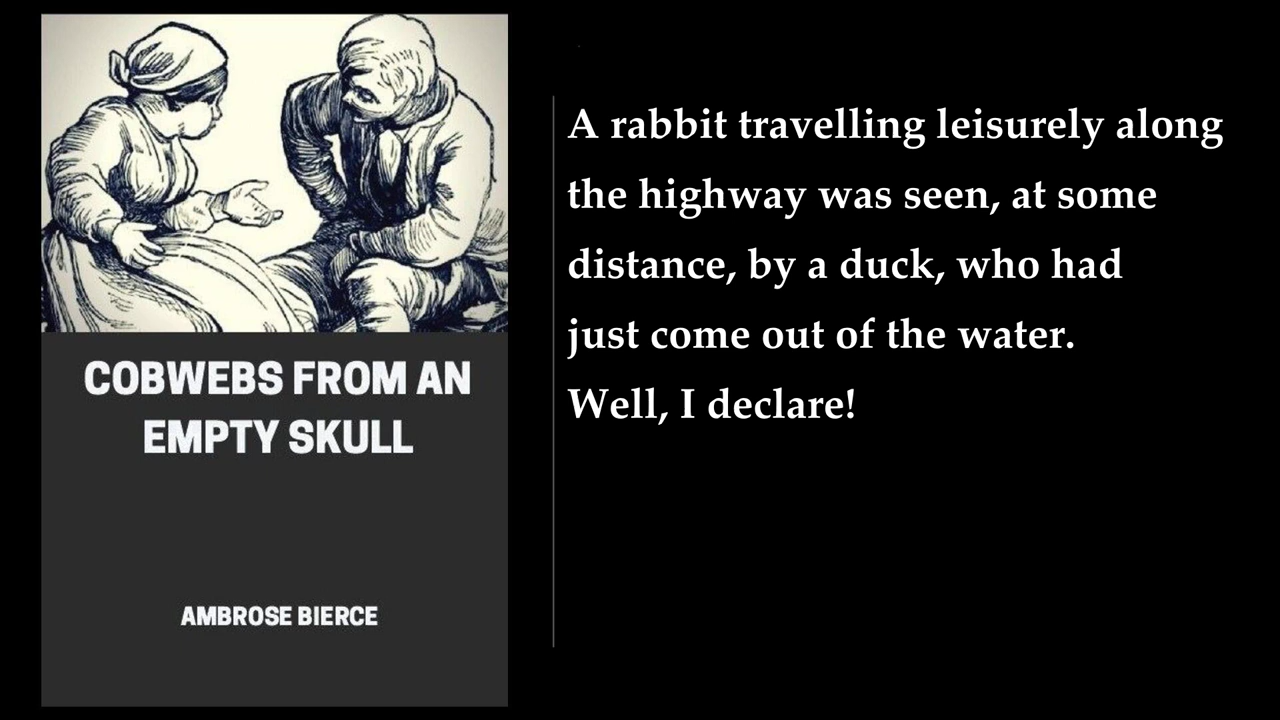 COBWEBS FROM AN
EMPTY SKULL
AMBROSE BIERCE
A rabbit travelling leisurely along
the highway was seen, at some
distance, by a duck, who had
just come out of the water.
Well, I declare!